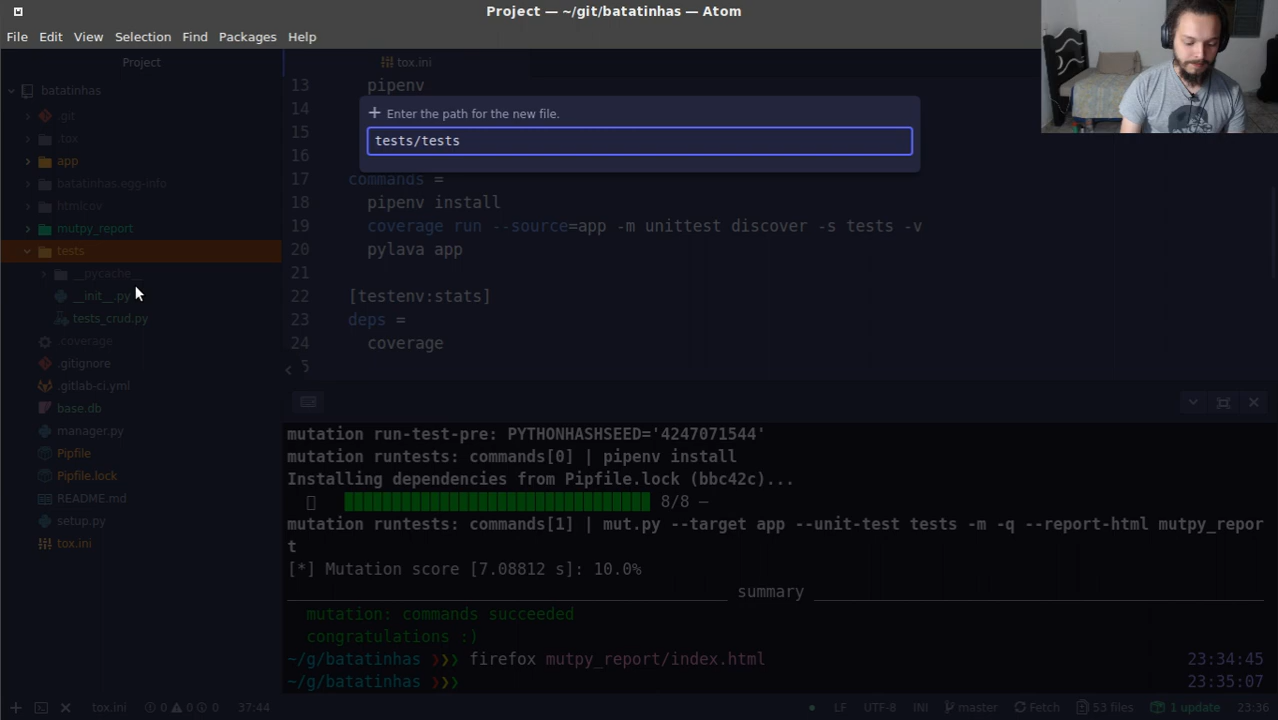 Project — ~/git/batatinhas — Atom
File Edit View Selection Find Packages Help
Project
tox.ini
batatinhas
.git
.tox
app
batatinhas.egg-info
htmlcov
mutpy_report
tests
__pycache__
__init__.py
tests_crud.py
.coverage
.gitignore
.gitlab-ci.yml
base.db
manager.py
Pipfile
Pipfile.lock
README.md
setup.py
tox.ini
Enter the path for the new file.
tests/tests
13 pipenv
14
15
16
17 commands =
18 pipenv install
19 coverage run --source=app -m unittest discover -s tests -v
20 pylava app
21
22 [testenv:stats]
23 deps =
24 coverage
mutation run-test-pre: PYTHONHASHSEED='4247071544'
mutation runtests: commands[0] | pipenv install
Installing dependencies from Pipfile.lock (bbc42c)...
8/8 —
mutation runtests: commands[1] | mut.py --target app --unit-test tests -m -q --report-html mutpy_repor
t
[*] Mutation score [7.08812 s]: 10.0%
summary
mutation: commands succeeded
congratulations :)
~/g/batatinhas ❯❯❯ firefox mutpy_report/index.html 23:34:45
~/g/batatinhas ❯❯❯ 23:35:07
tox.ini 0 0 0 37:44 LF UTF-8 INI master Fetch 53 files 1 update 23:36